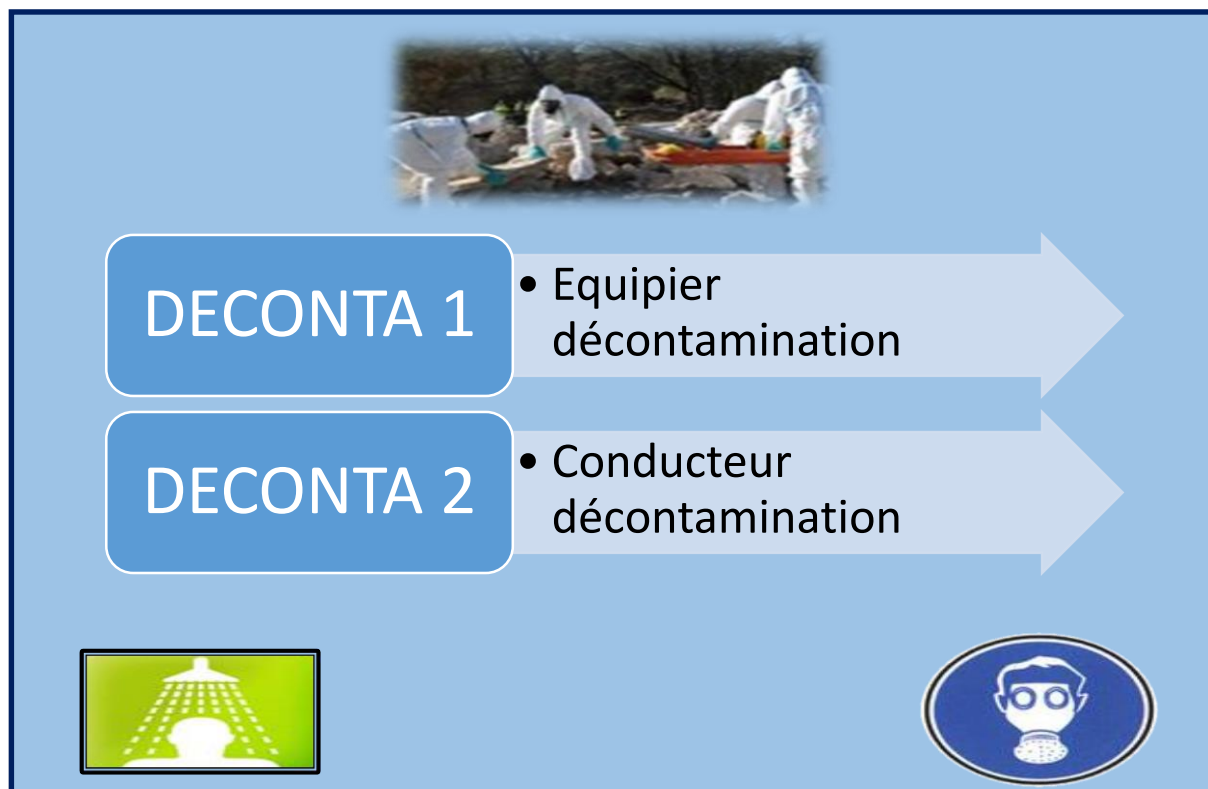 DECONTA 1
• Equipier
décontamination
DECONTA 2
• Conducteur
décontamination